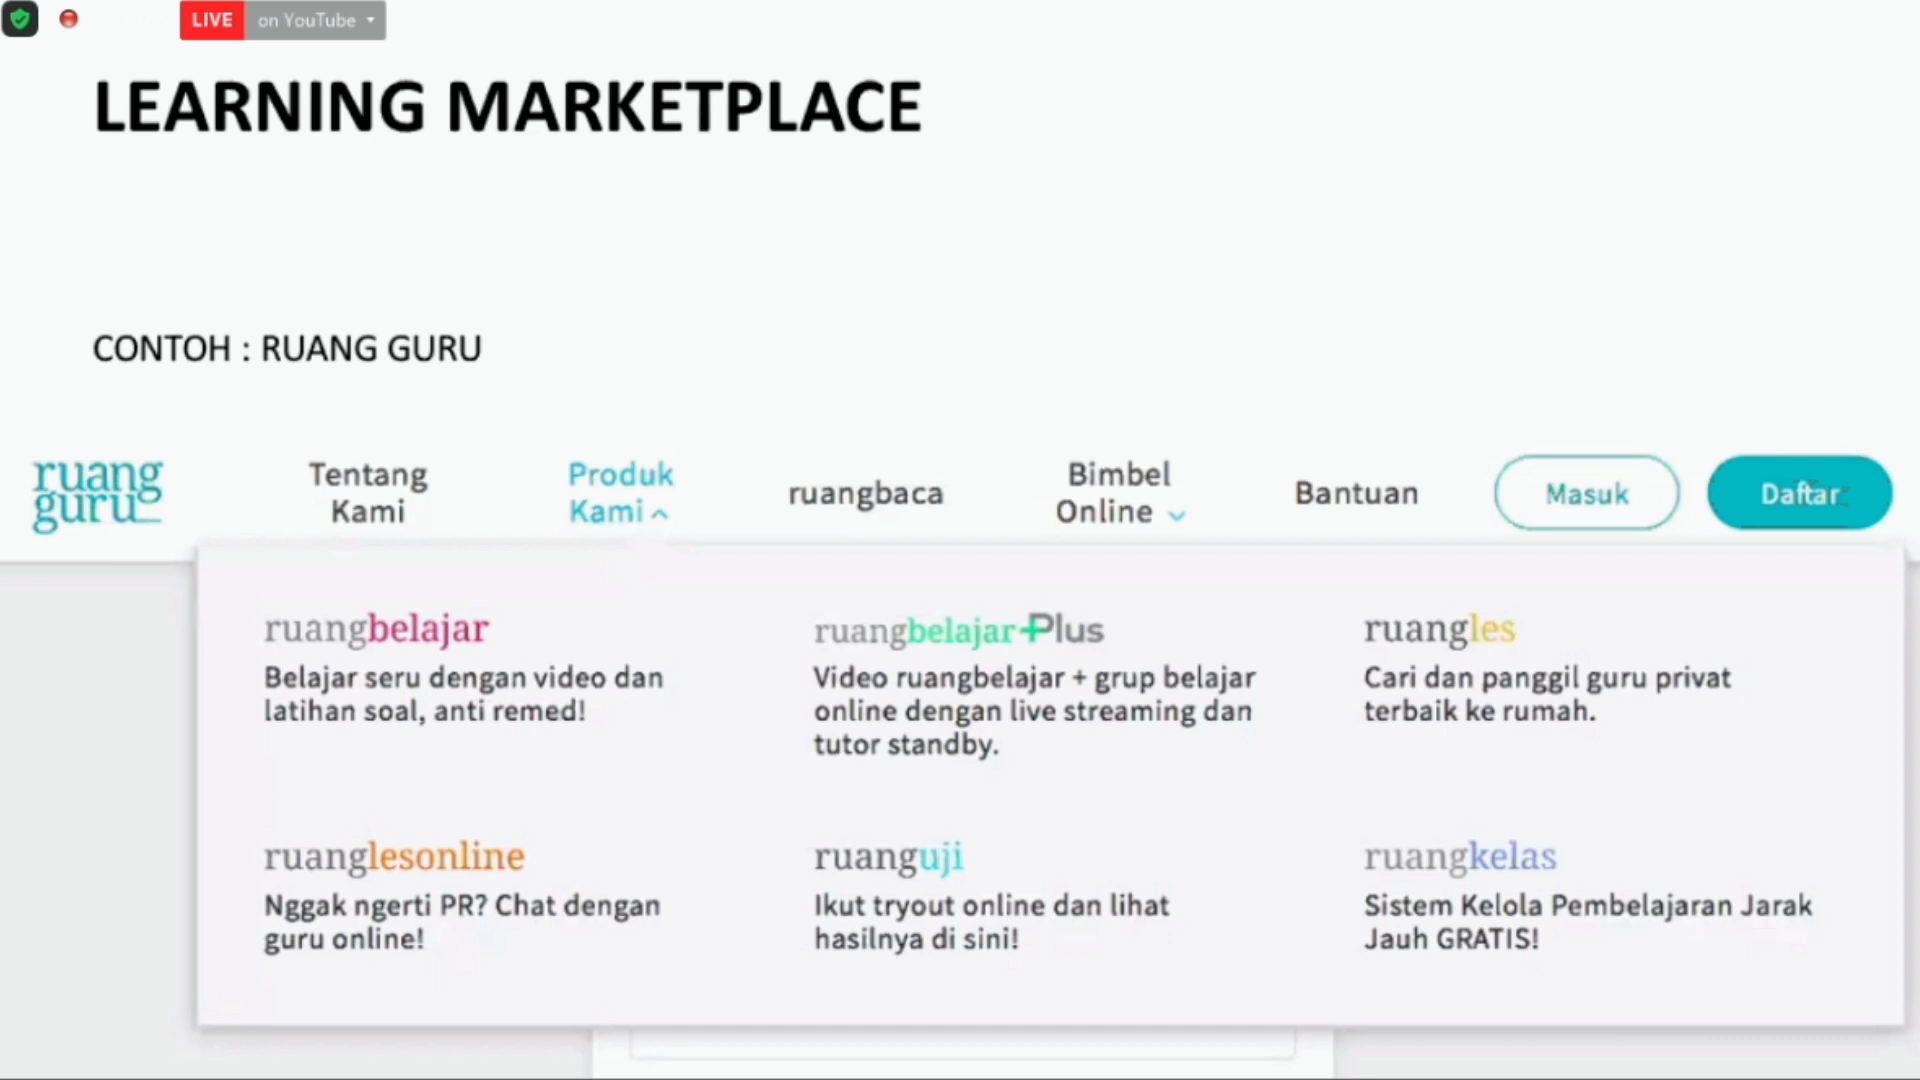 LIVE on YouTube
LEARNING MARKETPLACE
CONTOH : RUANG GURU
ruang
guru
Tentang
Kami
Produk
Kami
ruangbaca
Bimbel
Online
Bantuan
Masuk
Daftar
ruangbelajar
Belajar seru dengan video dan
latihan soal, anti remed!
ruangbelajar+Plus
Video ruangbelajar + grup belajar
online dengan live streaming dan
tutor standby.
ruangles
Cari dan panggil guru privat
terbaik ke rumah.
ruanglesonline
Nggak ngerti PR? Chat dengan
guru online!
ruanguji
Ikut tryout online dan lihat
hasilnya di sini!
ruangkelas
Sistem Kelola Pembelajaran Jarak
Jauh GRATIS!